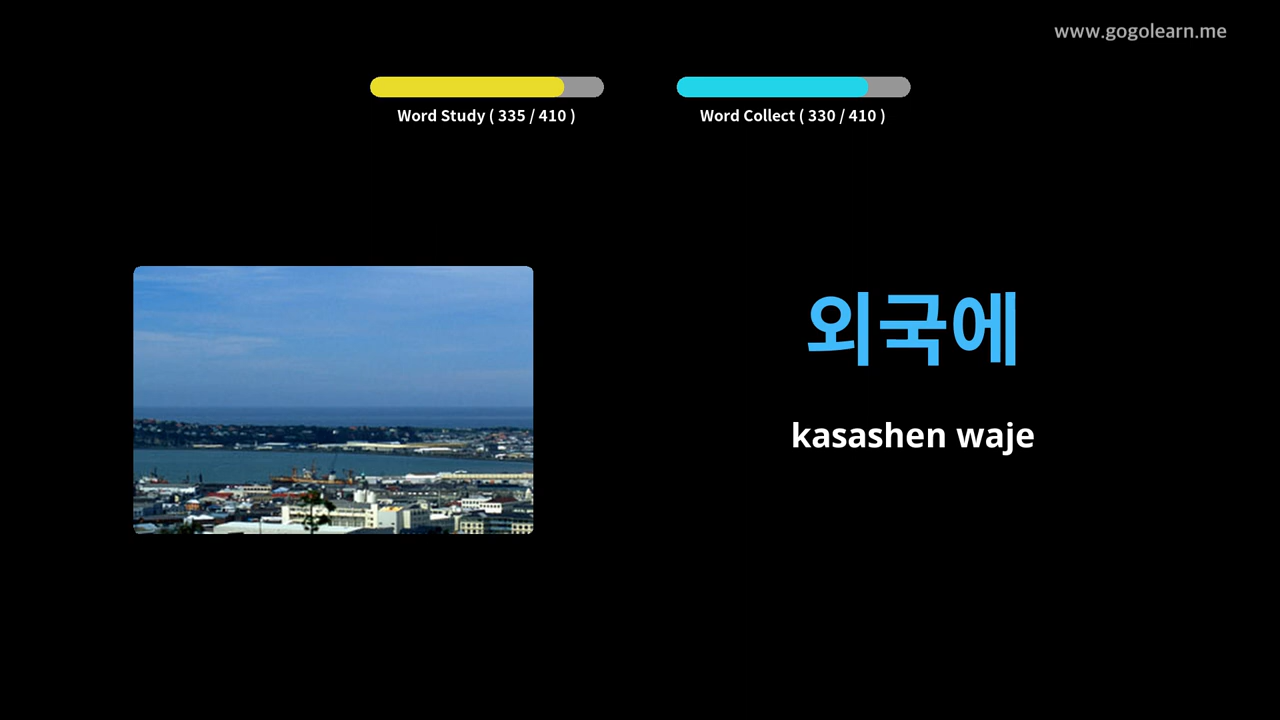 www.gogolearn.me
Word Study ( 335 / 410 )
Word Collect ( 330 / 410 )
외국에
kasashen waje